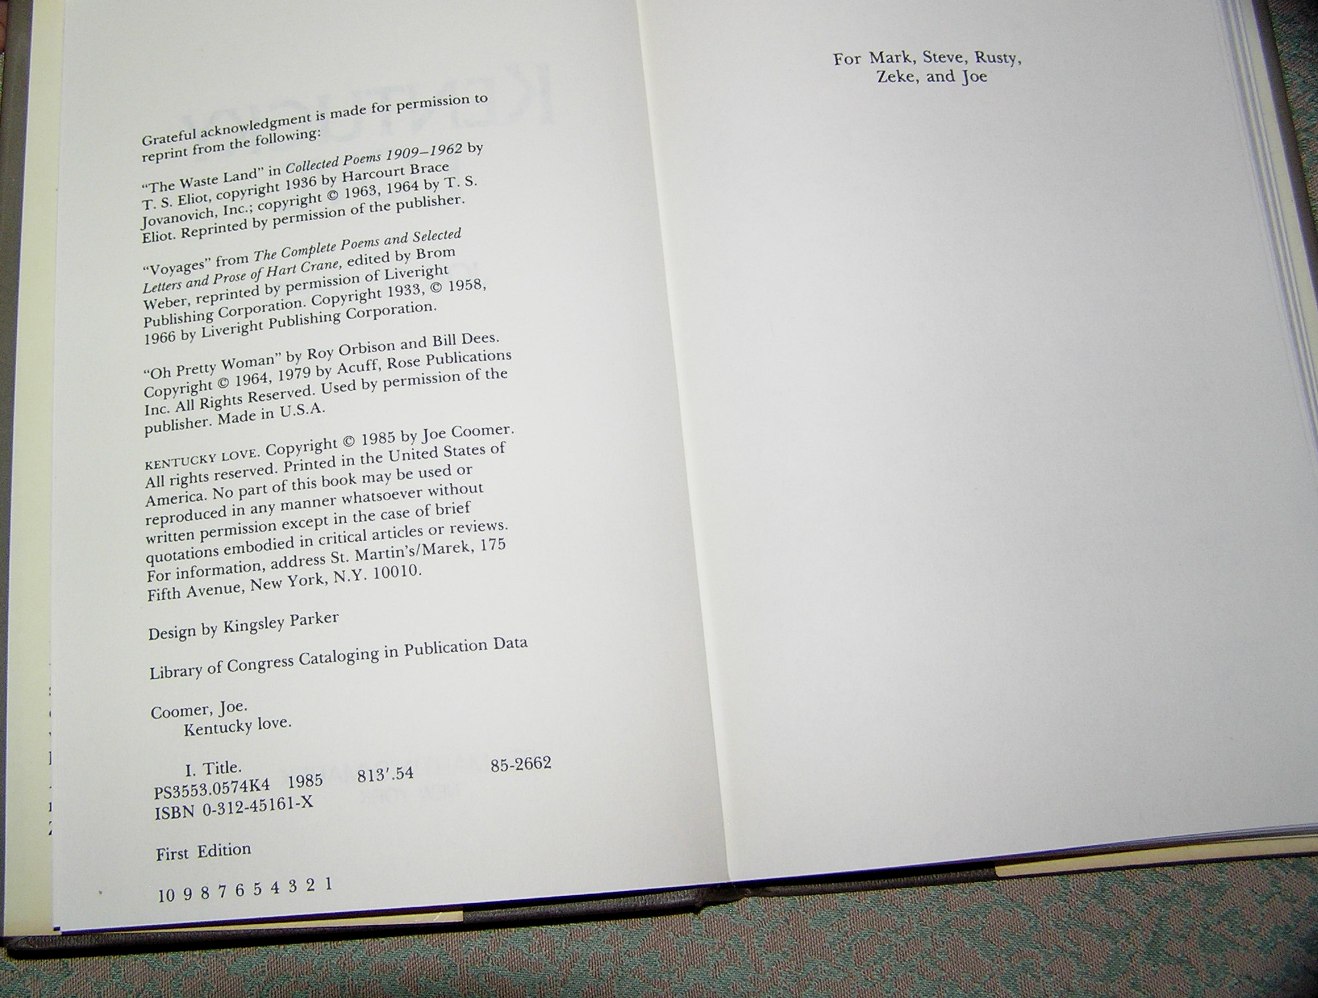 Grateful acknowledgment is made for permission to
reprint from the following:
“The Waste Land” in Collected Poems 1909–1962 by
T. S. Eliot, copyright 1936 by Harcourt Brace
Jovanovich, Inc.; copyright © 1963, 1964 by T. S.
Eliot. Reprinted by permission of the publisher.
“Voyages” from The Complete Poems and Selected
Letters and Prose of Hart Crane, edited by Brom
Weber, reprinted by permission of Liveright
Publishing Corporation. Copyright 1933, © 1958,
1966 by Liveright Publishing Corporation.
“Oh Pretty Woman” by Roy Orbison and Bill Dees.
Copyright © 1964, 1979 by Acuff, Rose Publications
Inc. All Rights Reserved. Used by permission of the
publisher. Made in U.S.A.
KENTUCKY LOVE. Copyright © 1985 by Joe Coomer.
All rights reserved. Printed in the United States of
America. No part of this book may be used or
reproduced in any manner whatsoever without
written permission except in the case of brief
quotations embodied in critical articles or reviews.
For information, address St. Martin’s/Marek, 175
Fifth Avenue, New York, N.Y. 10010.
Design by Kingsley Parker
Library of Congress Cataloging in Publication Data
Coomer, Joe.
Kentucky love.
I. Title.
PS3553.O574K4 1985 813'.54 85-2662
ISBN 0-312-45161-X
First Edition
10 9 8 7 6 5 4 3 2 1
For Mark, Steve, Rusty,
Zeke, and Joe